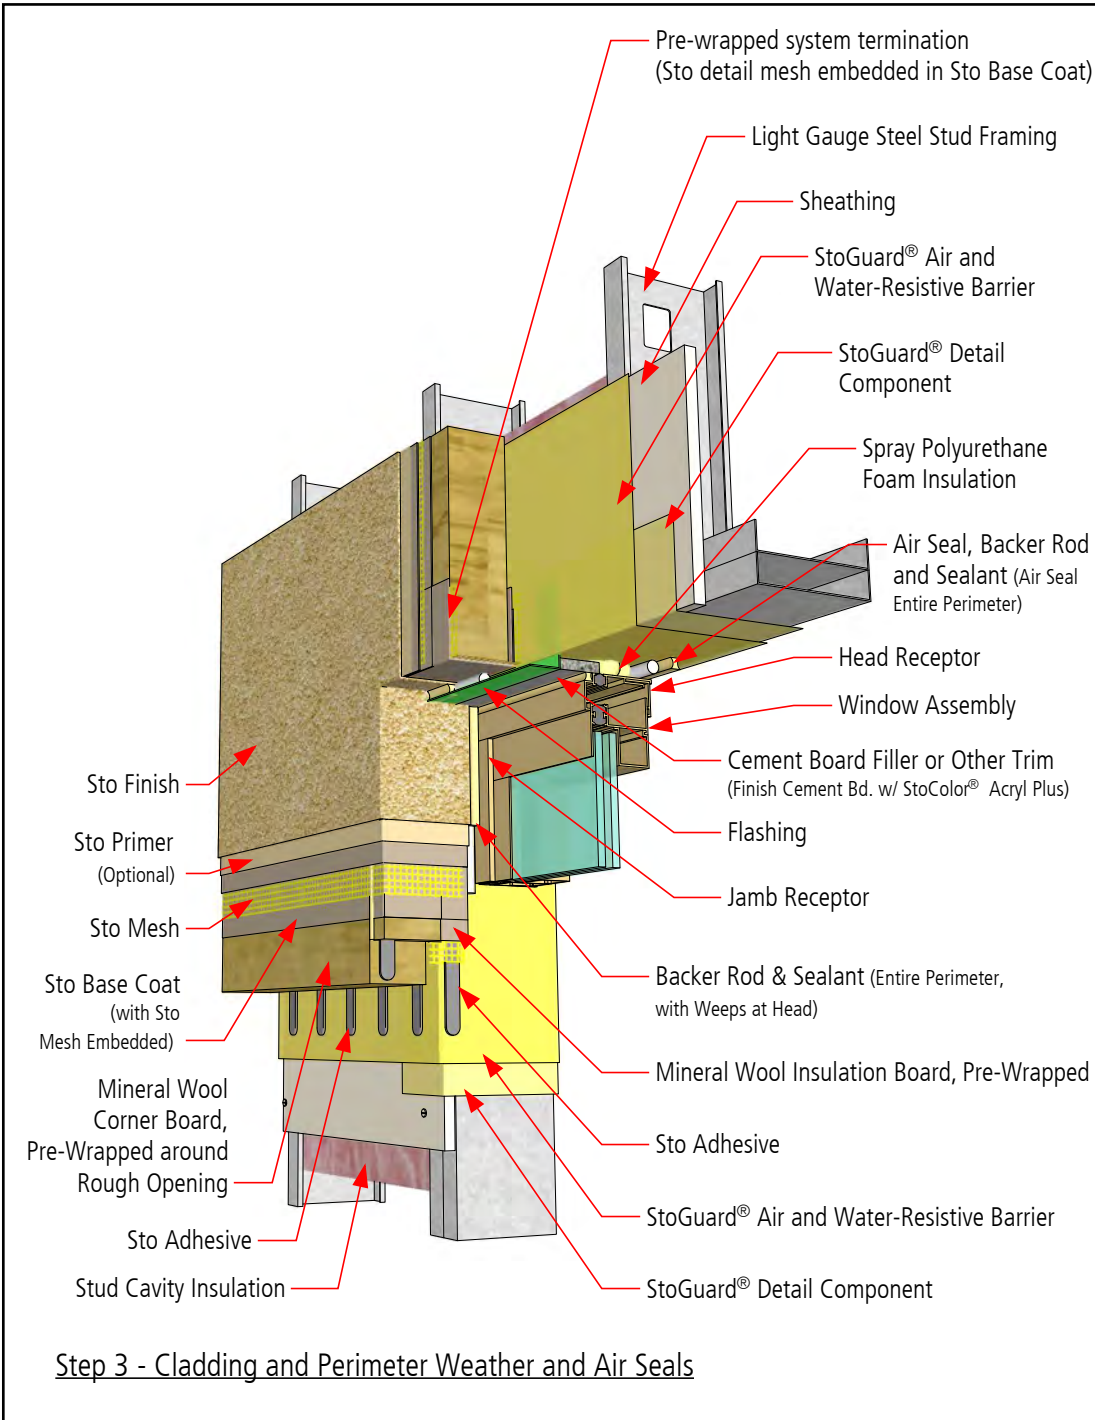 Pre-wrapped system termination
(Sto detail mesh embedded in Sto Base Coat)
Light Gauge Steel Stud Framing
Sheathing
StoGuard® Air and
Water-Resistive Barrier
StoGuard® Detail
Component
Spray Polyurethane
Foam Insulation
Air Seal, Backer Rod
and Sealant (Air Seal
Entire Perimeter)
Head Receptor
Window Assembly
Cement Board Filler or Other Trim
(Finish Cement Bd. w/ StoColor® Acryl Plus)
Flashing
Jamb Receptor
Backer Rod & Sealant (Entire Perimeter,
with Weeps at Head)
Mineral Wool Insulation Board, Pre-Wrapped
Sto Adhesive
StoGuard® Air and Water-Resistive Barrier
StoGuard® Detail Component
Sto Finish
Sto Primer
(Optional)
Sto Mesh
Sto Base Coat
(with Sto
Mesh Embedded)
Mineral Wool
Corner Board,
Pre-Wrapped around
Rough Opening
Sto Adhesive
Stud Cavity Insulation
Step 3 - Cladding and Perimeter Weather and Air Seals